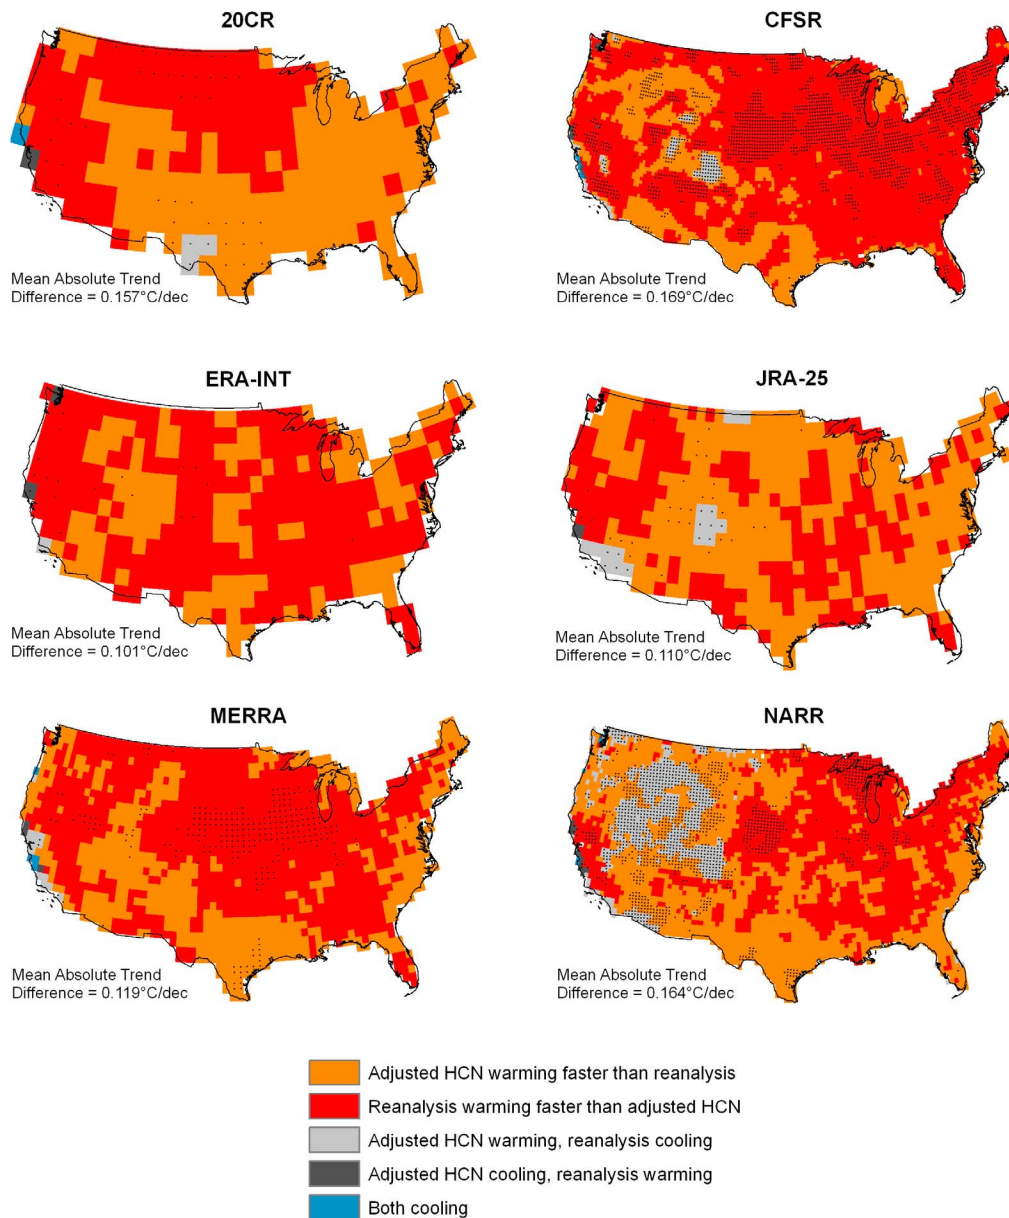 20CR
CFSR
Mean Absolute Trend
Difference = 0.157°C/dec
Mean Absolute Trend
Difference = 0.169°C/dec
ERA-INT
JRA-25
Mean Absolute Trend
Difference = 0.101°C/dec
Mean Absolute Trend
Difference = 0.110°C/dec
MERRA
NARR
Mean Absolute Trend
Difference = 0.119°C/dec
Mean Absolute Trend
Difference = 0.164°C/dec
Adjusted HCN warming faster than reanalysis
Reanalysis warming faster than adjusted HCN
Adjusted HCN warming, reanalysis cooling
Adjusted HCN cooling, reanalysis warming
Both cooling